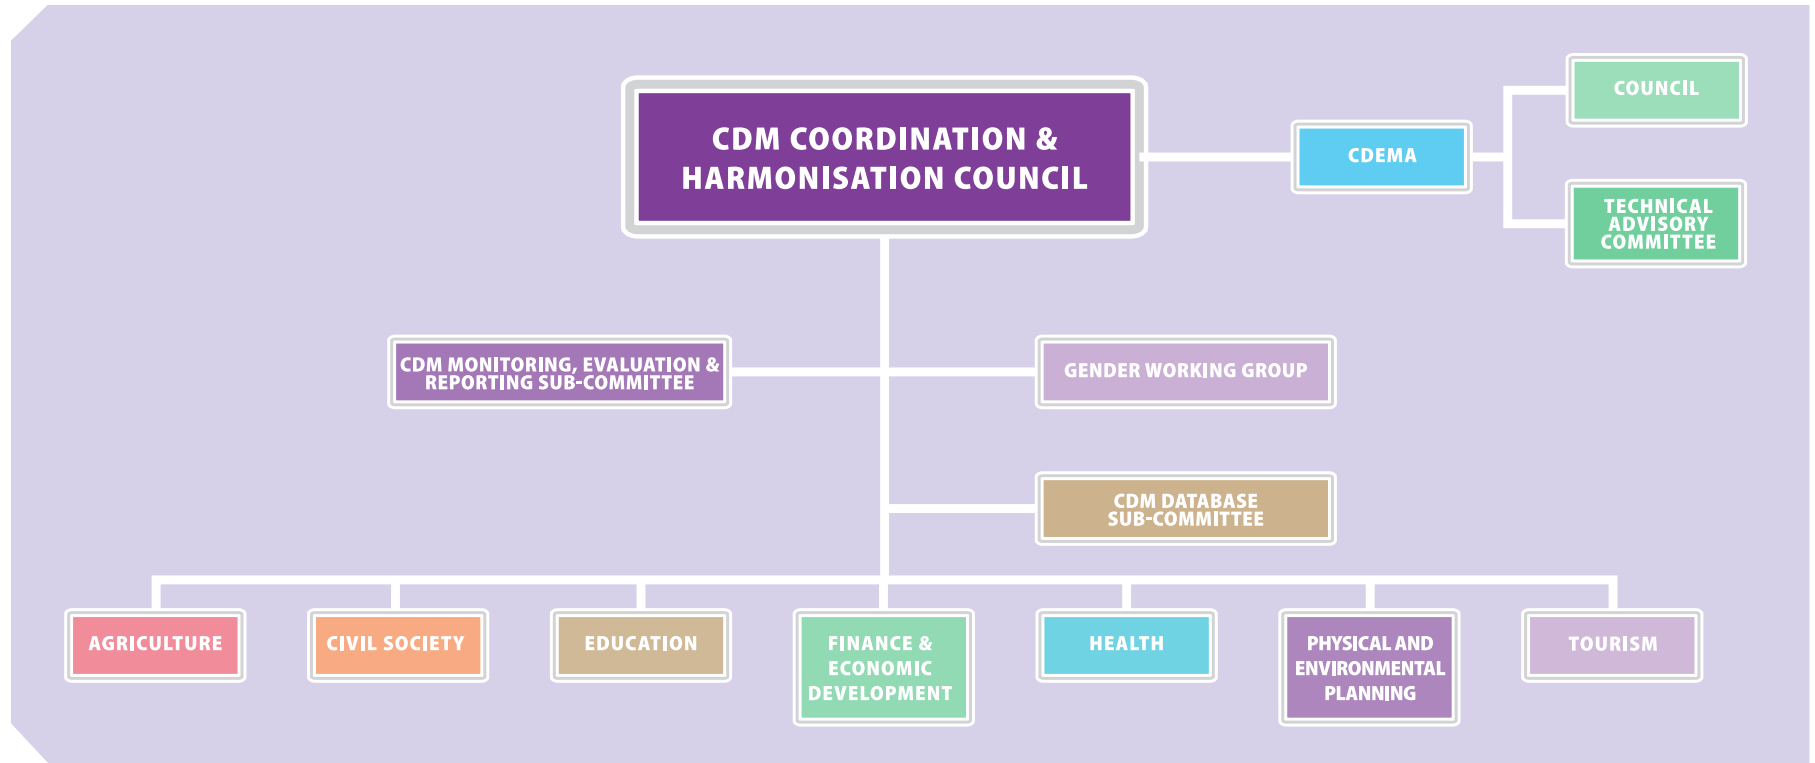 CDM COORDINATION &
HARMONISATION COUNCIL
CDEMA
COUNCIL
TECHNICAL
ADVISORY
COMMITTEE
CDM MONITORING, EVALUATION &
REPORTING SUB-COMMITTEE
GENDER WORKING GROUP
CDM DATABASE
SUB-COMMITTEE
AGRICULTURE
CIVIL SOCIETY
EDUCATION
FINANCE &
ECONOMIC
DEVELOPMENT
HEALTH
PHYSICAL AND
ENVIRONMENTAL
PLANNING
TOURISM